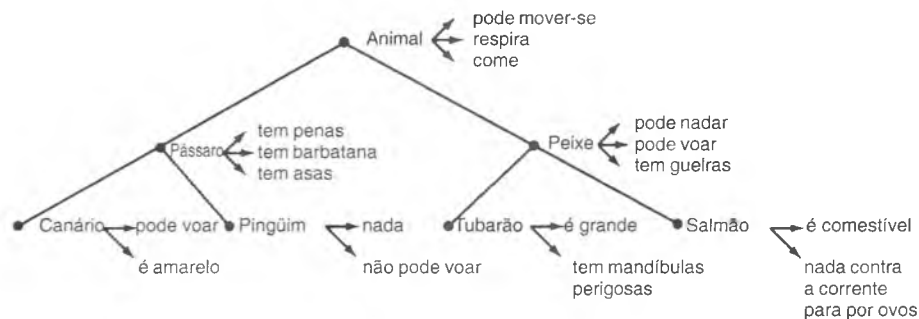 Animal
pode mover-se
respira
come
Pássaro
tem penas
tem barbatana
tem asas
Peixe
pode nadar
pode voar
tem guelras
Canário
pode voar
é amarelo
Pingüim
nada
não pode voar
Tubarão
é grande
tem mandíbulas
perigosas
Salmão
é comestível
nada contra
a corrente
para por ovos